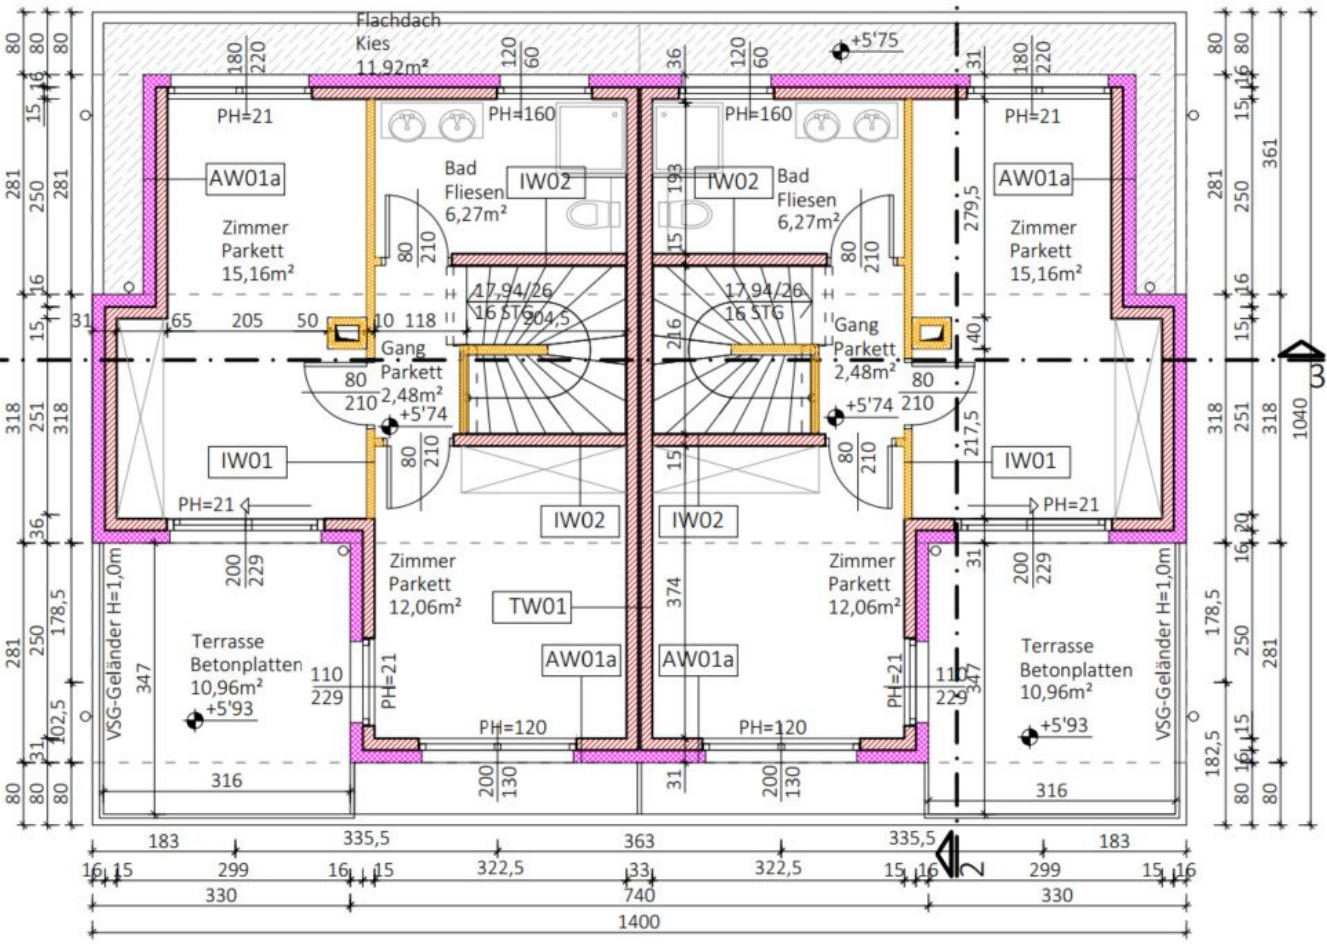 Flachdach
Kies
11,92m²
+5'75
180
220
120
60
36
120
60
31
180
220
PH=21
PH=160
PH=160
PH=21
AW01a
Bad
Fliesen
6,27m²
IW02
IW02
Bad
Fliesen
6,27m²
AW01a
Zimmer
Parkett
15,16m²
Zimmer
Parkett
15,16m²
193
279,5
80
210
15
80
210
17,94/26
16 STG
17,94/26
16 STG
31
65
205
50
10
118
204,5
216
40
Gang
Parkett
2,48m²
+5'74
Gang
Parkett
2,48m²
+5'74
80
210
80
210
217,5
3
IW01
80
210
15
80
210
IW01
PH=21
PH=21
IW02
IW02
200
229
31
200
229
Zimmer
Parkett
12,06m²
TW01
374
Zimmer
Parkett
12,06m²
VSG-Geländer H=1,0m
VSG-Geländer H=1,0m
Terrasse
Betonplatten
10,96m²
+5'93
Terrasse
Betonplatten
10,96m²
+5'93
AW01a
AW01a
347
110
229
PH=21
PH=21
110
229
347
PH=120
PH=120
200
130
31
200
130
316
316
80
80
80
16
15
281
250
281
16
15
318
251
318
36
281
250
178,5
102,5
31
80
80
80
80
80
16
15
281
250
361
16
15
318
251
318
1040
20
16
178,5
250
281
182,5
15
16
80
80
183
335,5
363
335,5
183
16
15
299
16
15
322,5
33
322,5
15
16
2
299
15
16
330
740
330
1400